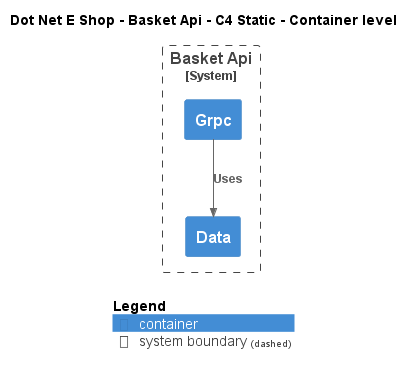 Dot Net E Shop - Basket Api - C4 Static - Container level
Basket Api
[System]
Grpc
Uses
Data
Legend
container
system boundary (dashed)